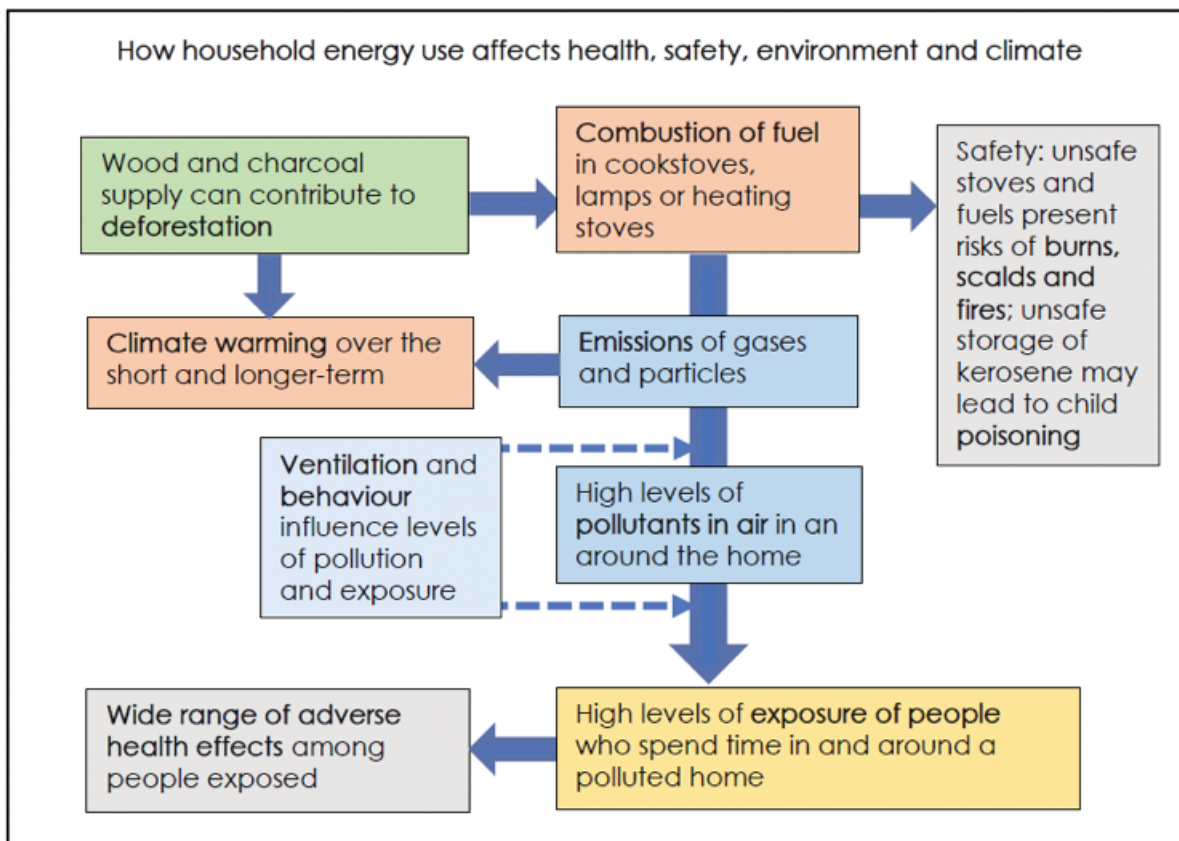 How household energy use affects health, safety, environment and climate
Wood and charcoal
supply can contribute to
deforestation
Combustion of fuel
in cookstoves,
lamps or heating
stoves
Safety: unsafe
stoves and
fuels present
risks of burns,
scalds and
fires; unsafe
storage of
kerosene may
lead to child
poisoning
Climate warming over the
short and longer-term
Emissions of gases
and particles
Ventilation and
behaviour
influence levels
of pollution
and exposure
High levels of
pollutants in air in an
around the home
Wide range of adverse
health effects among
people exposed
High levels of exposure of people
who spend time in and around a
polluted home